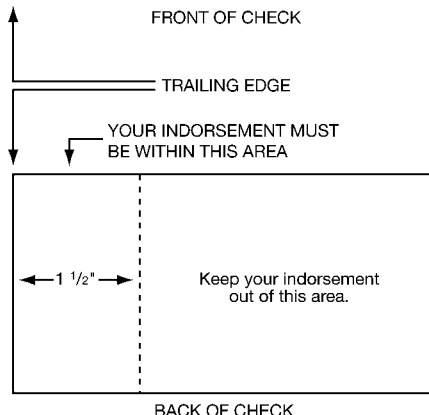 FRONT OF CHECK
TRAILING EDGE
YOUR INDORSEMENT MUST
BE WITHIN THIS AREA
1 1/2"
Keep your indorsement
out of this area.
BACK OF CHECK